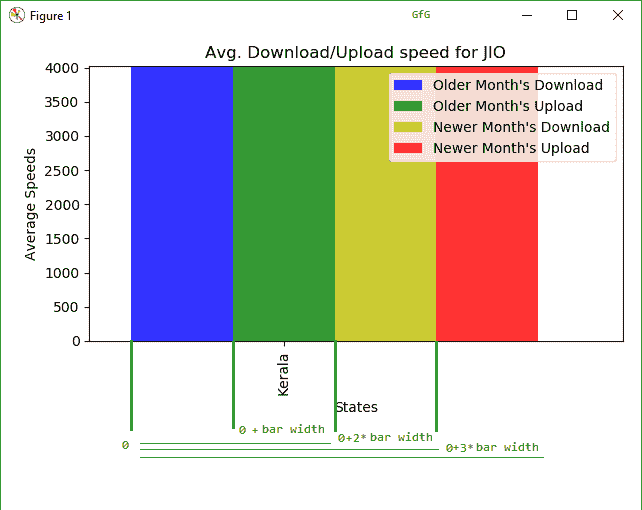 Figure 1
GfG
Avg. Download/Upload speed for JIO
4000
3500
3000
2500
2000
1500
1000
500
0
Average Speeds
Older Month's Download
Older Month's Upload
Newer Month's Download
Newer Month's Upload
Kerala
States
0
0 + bar width
0+2* bar width
0+3* bar width